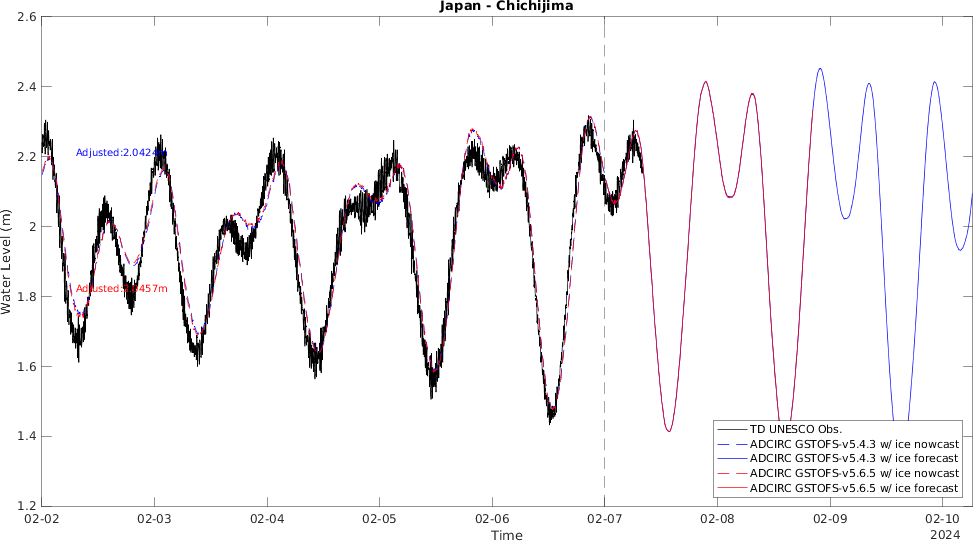 Japan - Chichijima
2.6
2.4
2.2
2
1.8
1.6
1.4
1.2
Water Level (m)
Adjusted:2.0424m
Adjusted: 457m
TD UNESCO Obs.
ADCIRC GSTOFS-v5.4.3 w/ ice nowcast
ADCIRC GSTOFS-v5.4.3 w/ ice forecast
ADCIRC GSTOFS-v5.6.5 w/ ice nowcast
ADCIRC GSTOFS-v5.6.5 w/ ice forecast
02-02 02-03 02-04 02-05 02-06 02-07 02-08 02-09 02-10
Time
2024